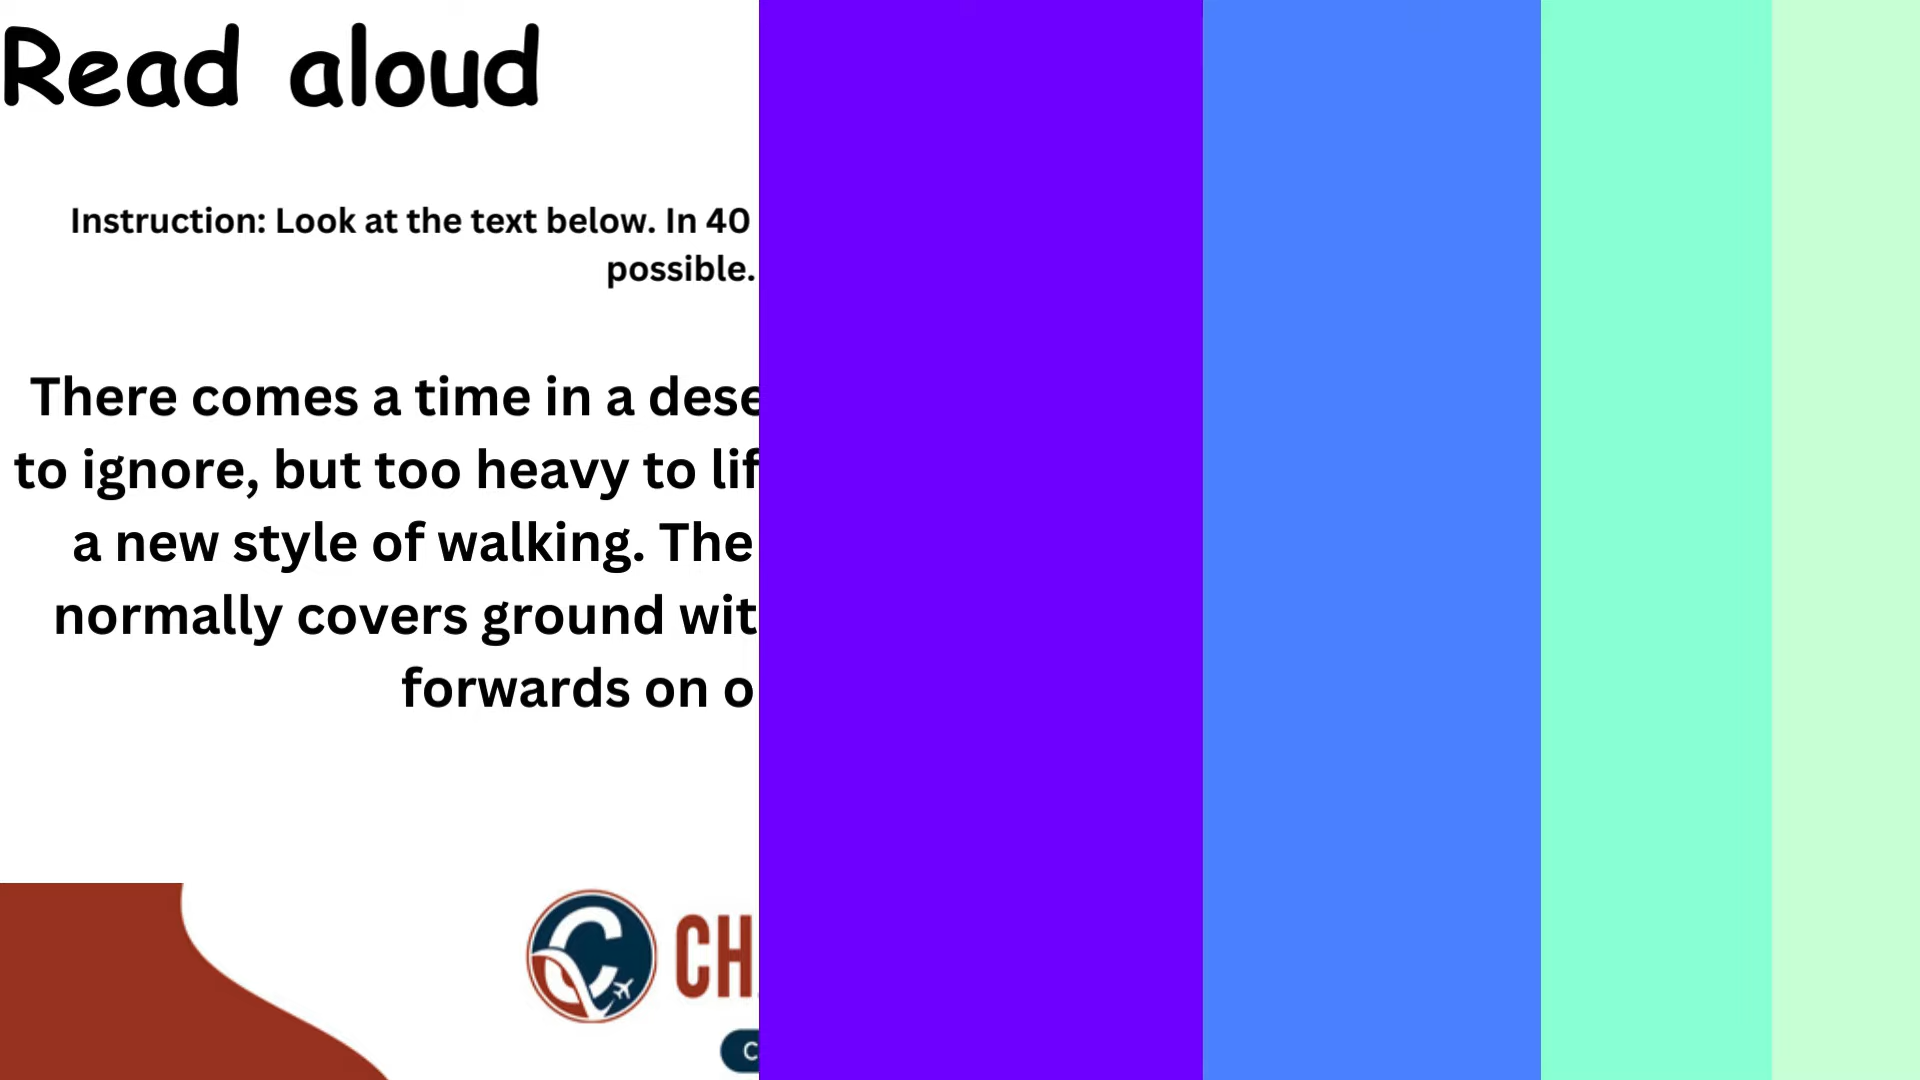 Read aloud
Instruction: Look at the text below. In 40
possible.
There comes a time in a dese
to ignore, but too heavy to lif
a new style of walking. The
normally covers ground wit
forwards on o
CH
C